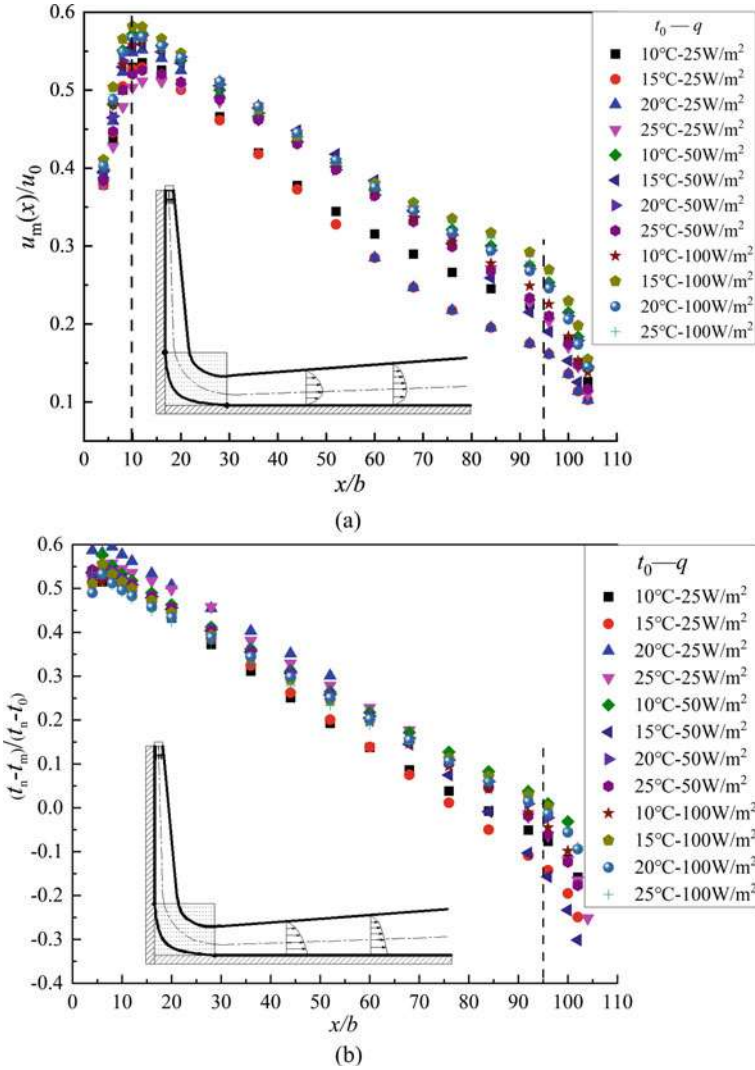 0.6
0.5
0.4
0.3
0.2
0.1
u_m(x)/u_0
0 10 20 30 40 50 60 70 80 90 100 110
x/b
t_0 — q
10℃-25W/m²
15℃-25W/m²
20℃-25W/m²
25℃-25W/m²
10℃-50W/m²
15℃-50W/m²
20℃-50W/m²
25℃-50W/m²
10℃-100W/m²
15℃-100W/m²
20℃-100W/m²
25℃-100W/m²
(a)
0.6
0.5
0.4
0.3
0.2
0.1
0.0
-0.1
-0.2
-0.3
-0.4
(t_n-t_m)/(t_n-t_0)
0 10 20 30 40 50 60 70 80 90 100 110
x/b
t_0—q
10℃-25W/m²
15℃-25W/m²
20℃-25W/m²
25℃-25W/m²
10℃-50W/m²
15℃-50W/m²
20℃-50W/m²
25℃-50W/m²
10℃-100W/m²
15℃-100W/m²
20℃-100W/m²
25℃-100W/m²
(b)